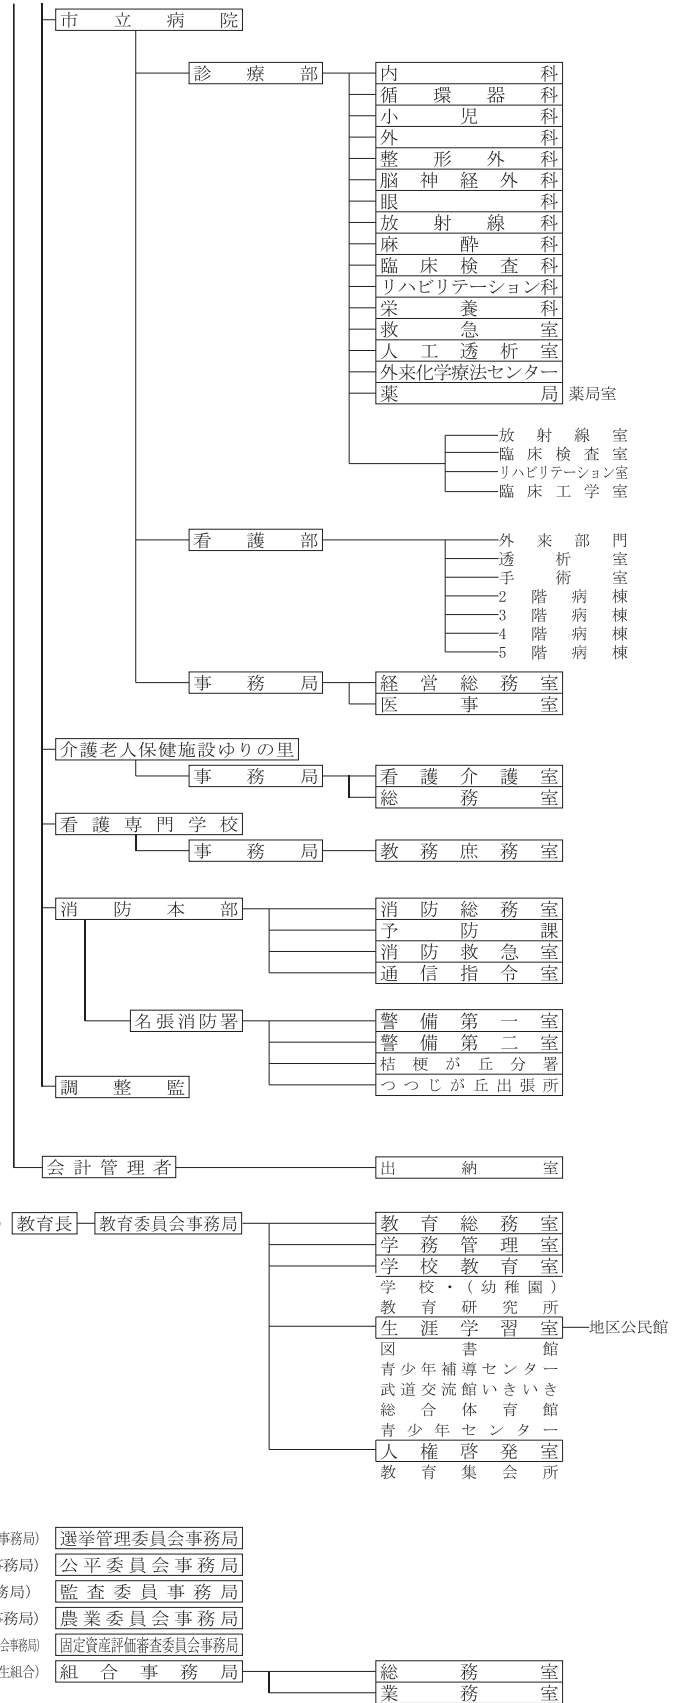 市立病院
診療部
内科
循環器科
小児科
外科
整形外科
脳神経外科
眼科
放射線科
麻酔科
臨床検査科
リハビリテーション科
栄養科
救急室
人工透析室
外来化学療法センター
薬局 薬局室
放射線室
臨床検査室
リハビリテーション室
臨床工学室
看護部
外来部門
透析室
手術室
2階病棟
3階病棟
4階病棟
5階病棟
事務局
経営総務室
医事室
介護老人保健施設ゆりの里
事務局
看護介護室
総務室
看護専門学校
事務局
教務庶務室
消防本部
消防総務室
予防課
消防救急室
通信指令室
名張消防署
警備第一室
警備第二室
桔梗が丘分署
つつじが丘出張所
調整監
会計管理者
出納室
教育長 教育委員会事務局
教育総務室
学務管理室
学校教育室
学校・(幼稚園)
教育研究所
生涯学習室 地区公民館
図書館
青少年補導センター
武道交流館いきいき
総合体育館
青少年センター
人権啓発室
教育集会所
事務局) 選挙管理委員会事務局
事務局) 公平委員会事務局
務局) 監査委員事務局
事務局) 農業委員会事務局
会事務局) 固定資産評価審査委員会事務局
生組合) 組合事務局
総務室
業務室